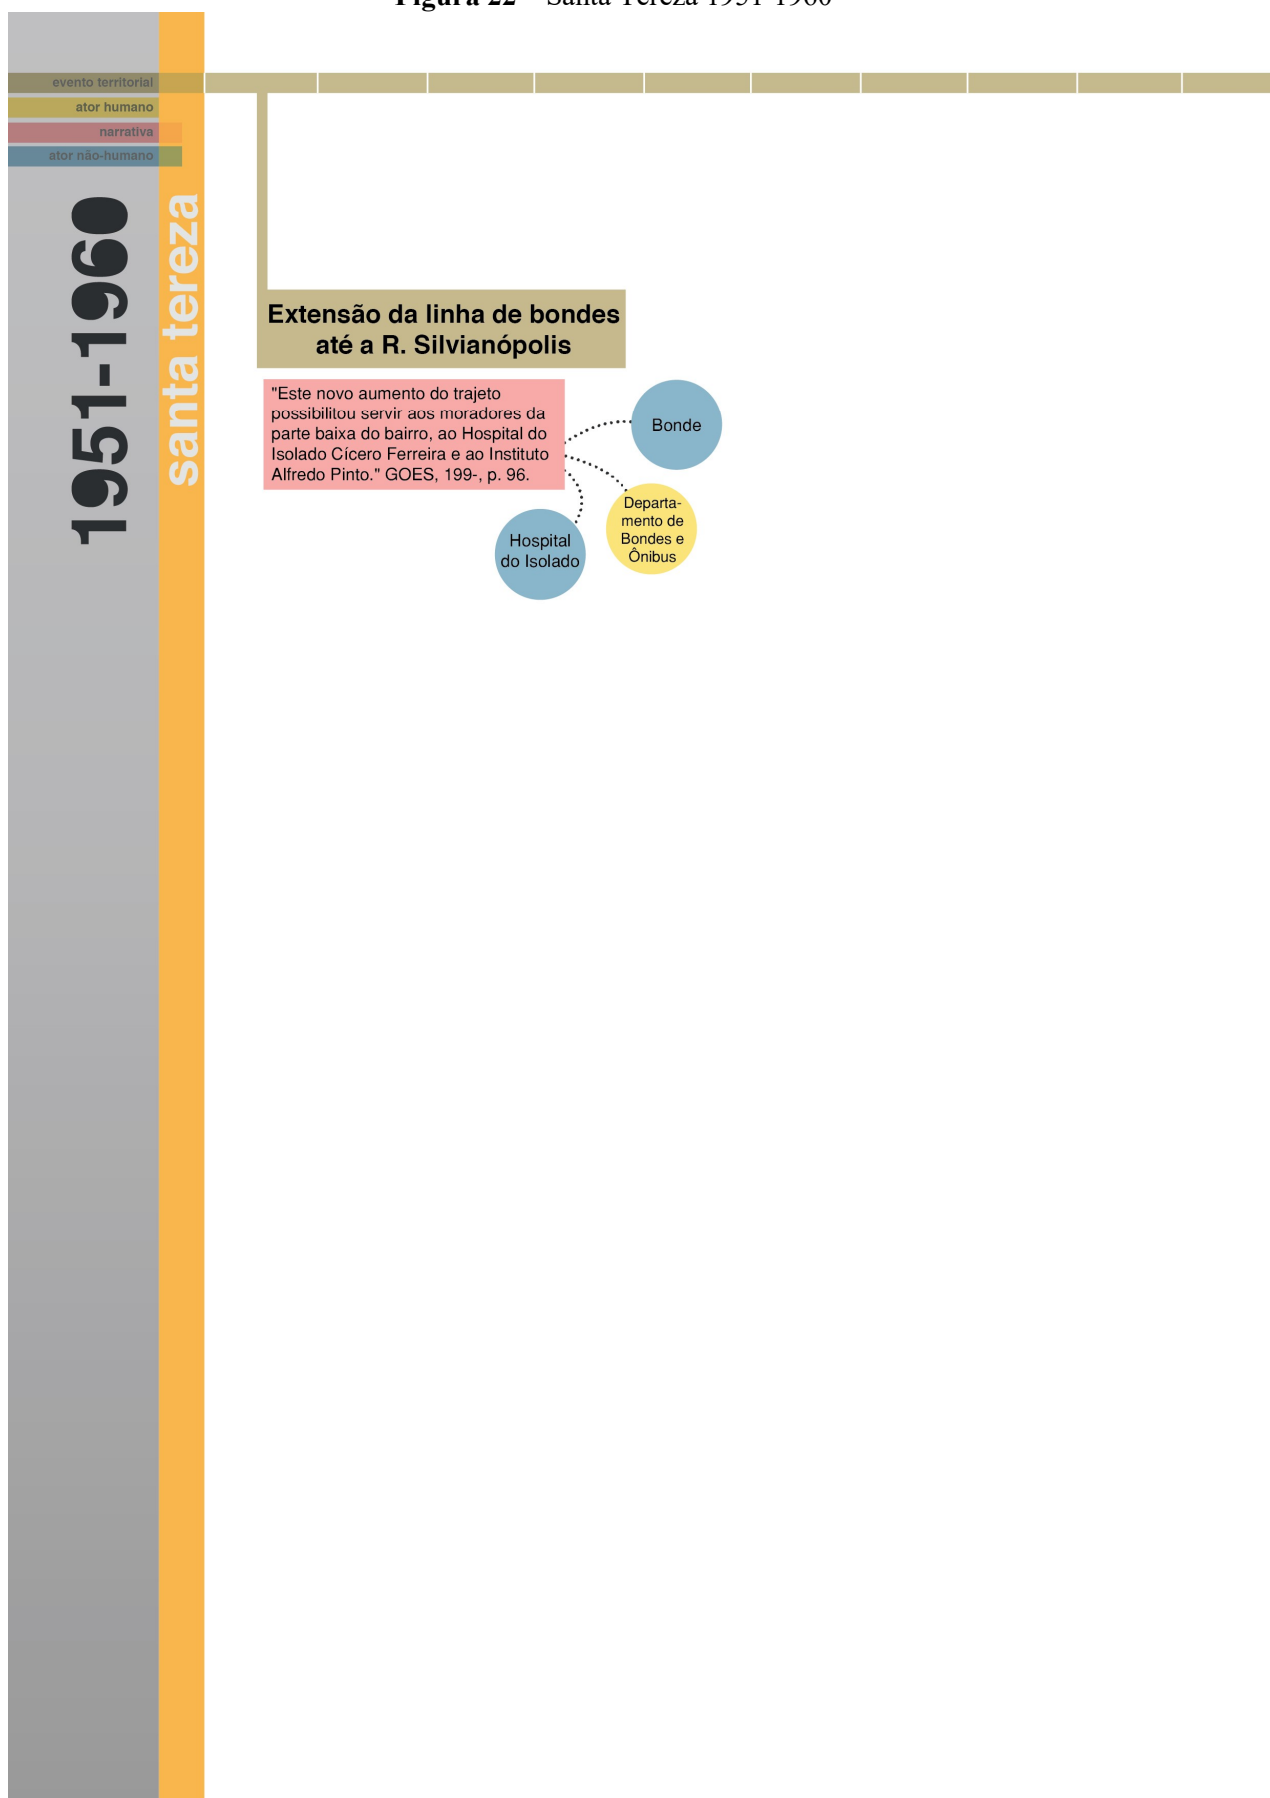 Figura 22 – Santa Tereza 1951-1960
evento territorial
ator humano
narrativa
ator não-humano
1951-1960
santa tereza
Extensão da linha de bondes
até a R. Silvianópolis
"Este novo aumento do trajeto
possibilitou servir aos moradores da
parte baixa do bairro, ao Hospital do
Isolado Cícero Ferreira e ao Instituto
Alfredo Pinto." GOES, 199-, p. 96.
Bonde
Departa-
mento de
Bondes e
Ônibus
Hospital
do Isolado